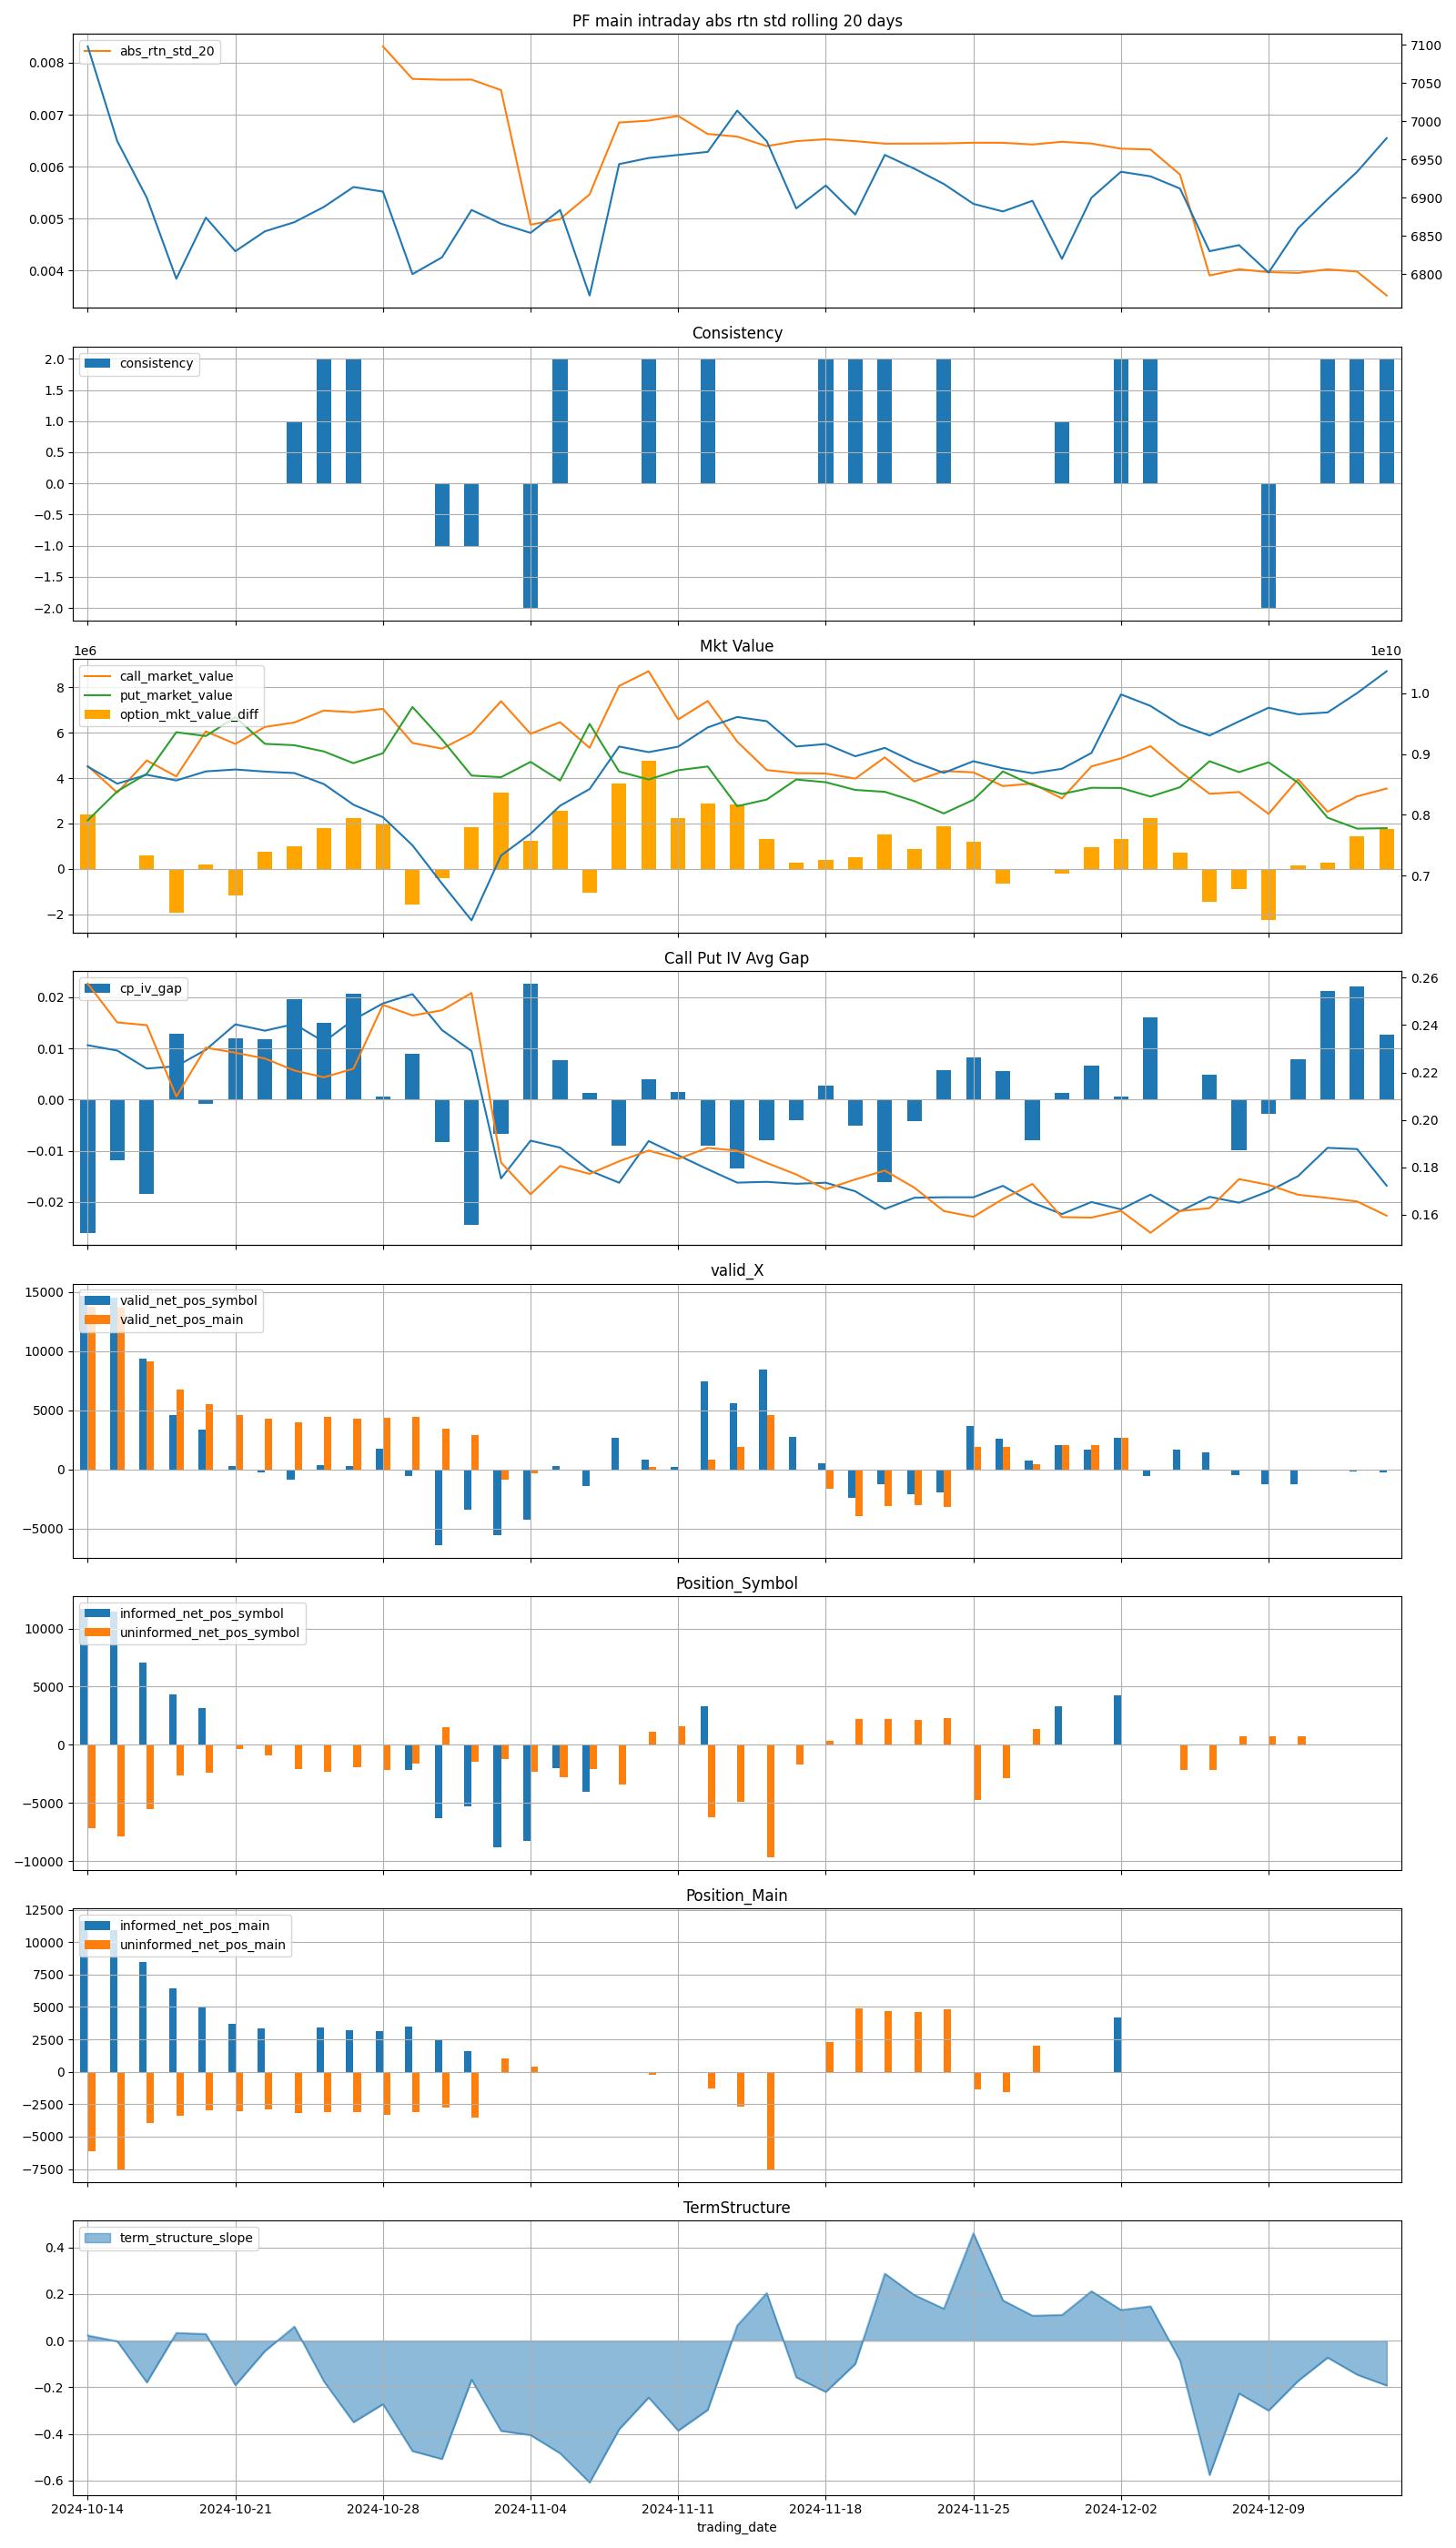 PF main intraday abs rtn std rolling 20 days
abs_rtn_std_20
0.008
0.007
0.006
0.005
0.004
7100
7050
7000
6950
6900
6850
6800
Consistency
consistency
2.0
1.5
1.0
0.5
0.0
−0.5
−1.0
−1.5
−2.0
Mkt Value
1e6
1e10
call_market_value
put_market_value
option_mkt_value_diff
8
6
4
2
0
−2
1.0
0.9
0.8
0.7
Call Put IV Avg Gap
cp_iv_gap
0.02
0.01
0.00
−0.01
−0.02
0.26
0.24
0.22
0.20
0.18
0.16
valid_X
valid_net_pos_symbol
valid_net_pos_main
15000
10000
5000
0
−5000
Position_Symbol
informed_net_pos_symbol
uninformed_net_pos_symbol
10000
5000
0
−5000
−10000
Position_Main
informed_net_pos_main
uninformed_net_pos_main
12500
10000
7500
5000
2500
0
−2500
−5000
−7500
TermStructure
term_structure_slope
0.4
0.2
0.0
−0.2
−0.4
−0.6
2024-10-14 2024-10-21 2024-10-28 2024-11-04 2024-11-11 2024-11-18 2024-11-25 2024-12-02 2024-12-09
trading_date